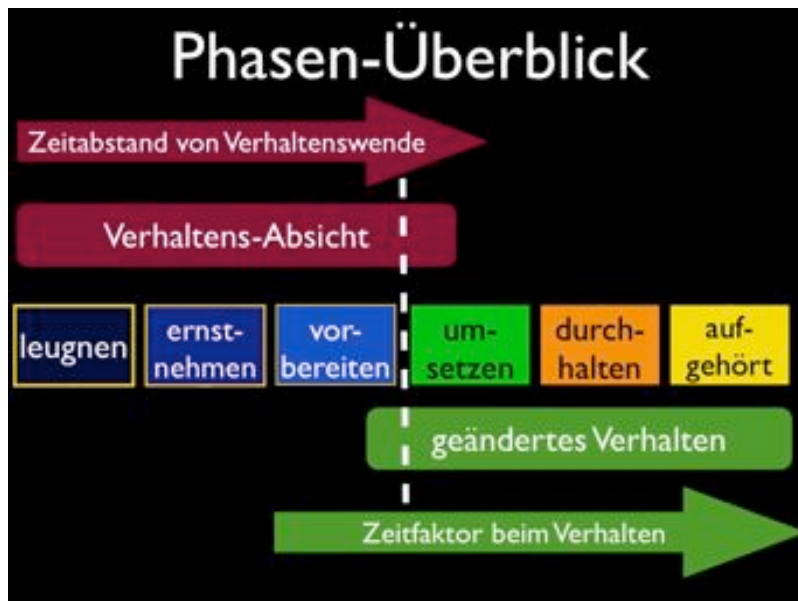 Phasen-Überblick
Zeitabstand von Verhaltenswende
Verhaltens-Absicht
leugnen
ernst-
nehmen
vor-
bereiten
um-
setzen
durch-
halten
auf-
gehört
geändertes Verhalten
Zeitfaktor beim Verhalten